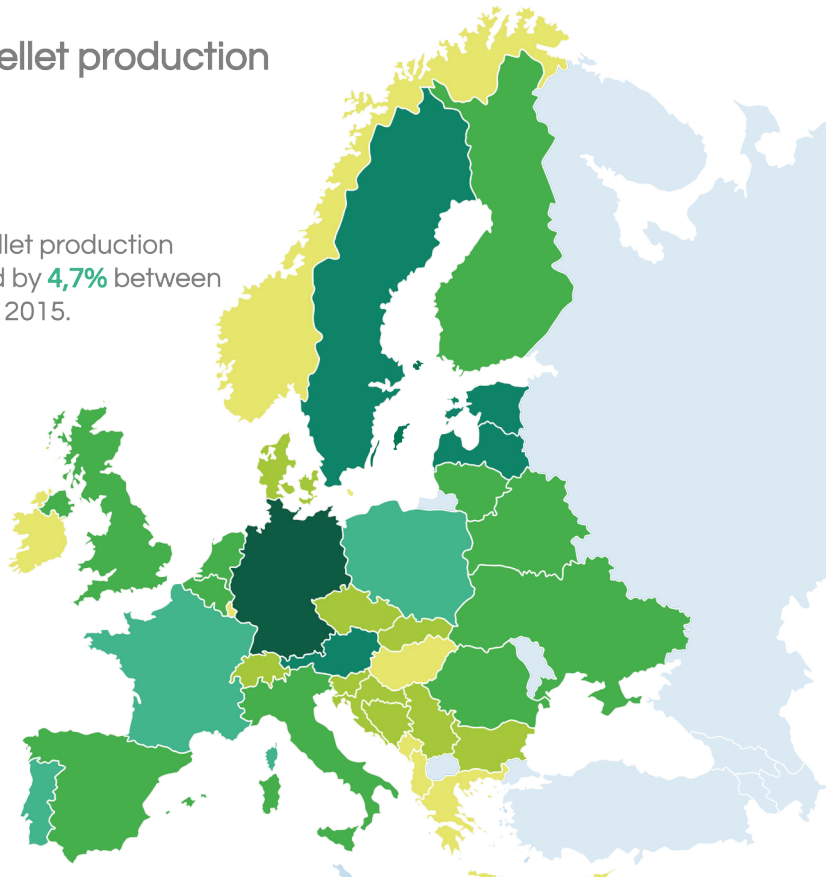 ellet production
llet production
d by 4,7% between
2015.